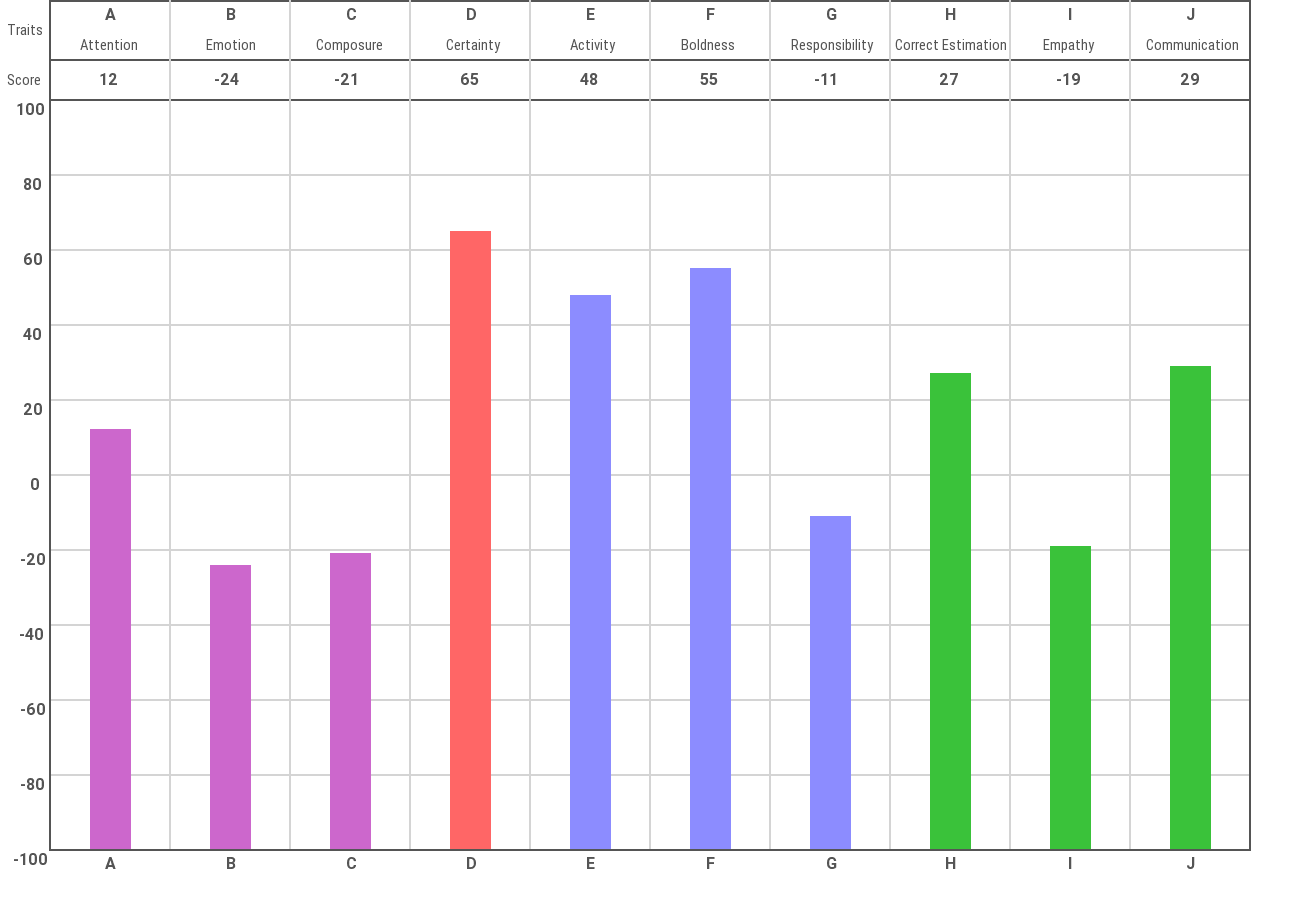 Traits
A B C D E F G H I J
Attention Emotion Composure Certainty Activity Boldness Responsibility Correct Estimation Empathy Communication
Score 12 -24 -21 65 48 55 -11 27 -19 29
100
80
60
40
20
0
-20
-40
-60
-80
-100
A B C D E F G H I J